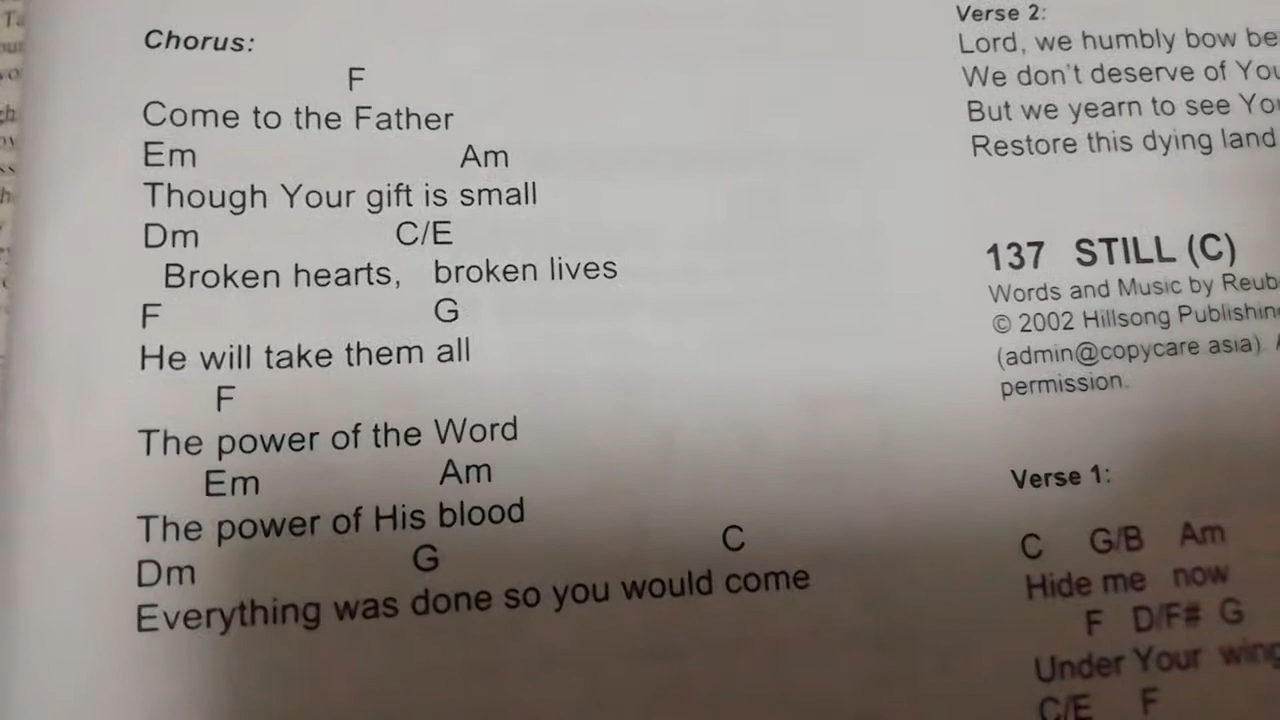 Chorus:
F
Come to the Father
Em Am
Though Your gift is small
Dm C/E
Broken hearts, broken lives
F G
He will take them all
F
The power of the Word
Em Am
The power of His blood
Dm G C
Everything was done so you would come
Verse 2:
Lord, we humbly bow be
We don't deserve of You
But we yearn to see Yo
Restore this dying land
137 STILL (C)
Words and Music by Reub
© 2002 Hillsong Publishin
(admin@copycare asia). A
permission.
Verse 1:
C G/B Am
Hide me now
F D/F# G
Under Your wing
C/E F